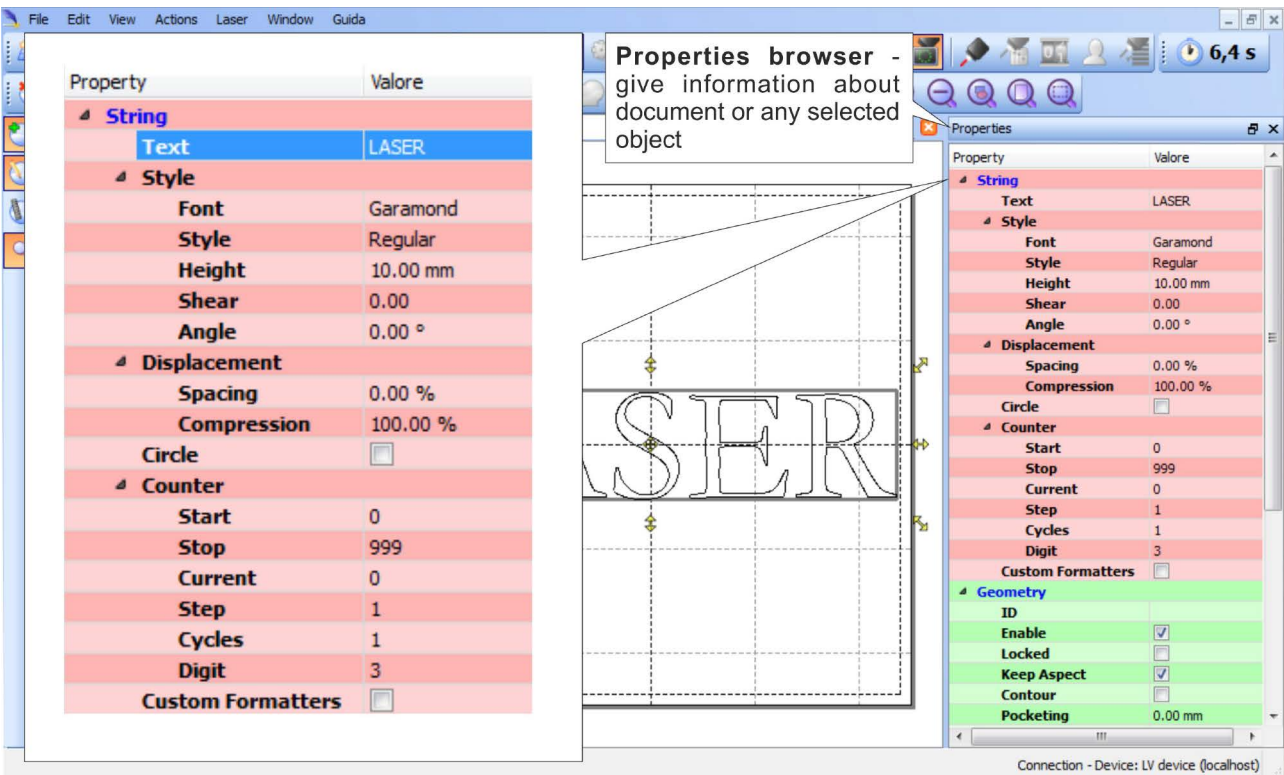 File Edit View Actions Laser Window Guida
6,4 s
Properties browser -
give information about
document or any selected
object
Property Valore
String
Text LASER
Style
Font Garamond
Style Regular
Height 10.00 mm
Shear 0.00
Angle 0.00 °
Displacement
Spacing 0.00 %
Compression 100.00 %
Circle
Counter
Start 0
Stop 999
Current 0
Step 1
Cycles 1
Digit 3
Custom Formatters
ASER
Properties
Property Valore
String
Text LASER
Style
Font Garamond
Style Regular
Height 10.00 mm
Shear 0.00
Angle 0.00 °
Displacement
Spacing 0.00 %
Compression 100.00 %
Circle
Counter
Start 0
Stop 999
Current 0
Step 1
Cycles 1
Digit 3
Custom Formatters
Geometry
ID
Enable
Locked
Keep Aspect
Contour
Pocketing 0.00 mm
Connection - Device: LV device (localhost)